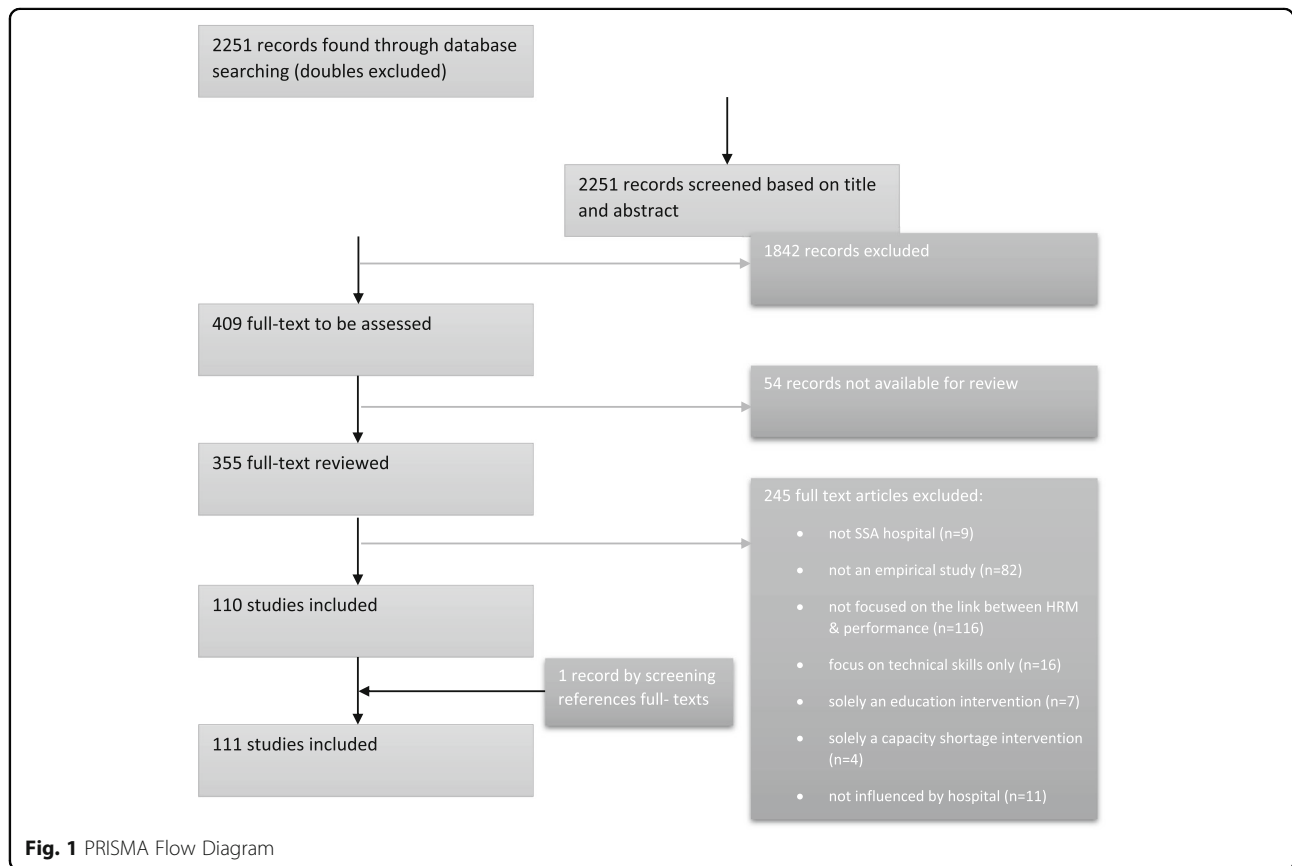 2251 records found through database
searching (doubles excluded)
2251 records screened based on title
and abstract
1842 records excluded
409 full-text to be assessed
54 records not available for review
355 full-text reviewed
245 full text articles excluded:
• not SSA hospital (n=9)
• not an empirical study (n=82)
• not focused on the link between HRM
& performance (n=116)
• focus on technical skills only (n=16)
• solely an education intervention (n=7)
• solely a capacity shortage intervention
(n=4)
• not influenced by hospital (n=11)
110 studies included
1 record by screening
references full- texts
111 studies included
Fig. 1 PRISMA Flow Diagram